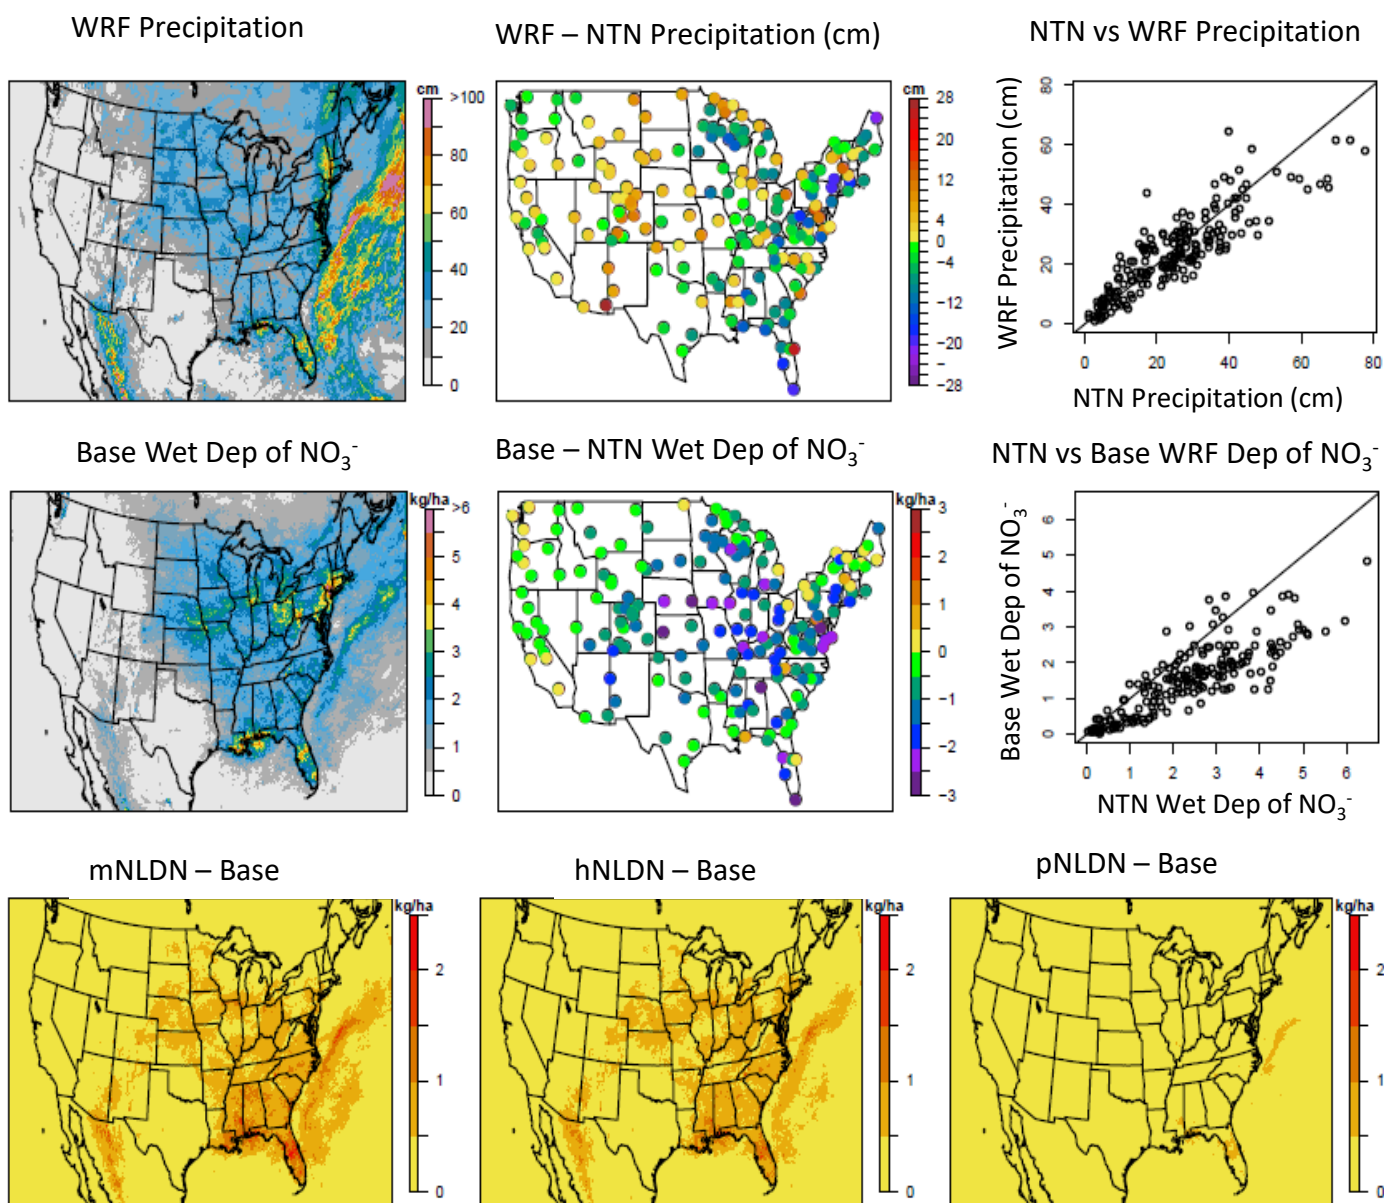 WRF Precipitation
WRF – NTN Precipitation (cm)
NTN vs WRF Precipitation
cm
>100
80
60
40
20
0
cm
28
20
12
4
0
−4
−12
−20
−28
WRF Precipitation (cm)
80
60
40
20
0
0 20 40 60 80
NTN Precipitation (cm)
Base Wet Dep of NO3-
Base – NTN Wet Dep of NO3-
NTN vs Base WRF Dep of NO3-
kg/ha
>6
5
4
3
2
1
0
kg/ha
3
2
1
0
−1
−2
−3
Base Wet Dep of NO3-
6
5
4
3
2
1
0
0 1 2 3 4 5 6
NTN Wet Dep of NO3-
mNLDN – Base
hNLDN – Base
pNLDN – Base
kg/ha
2
1
0
kg/ha
2
1
0
kg/ha
2
1
0